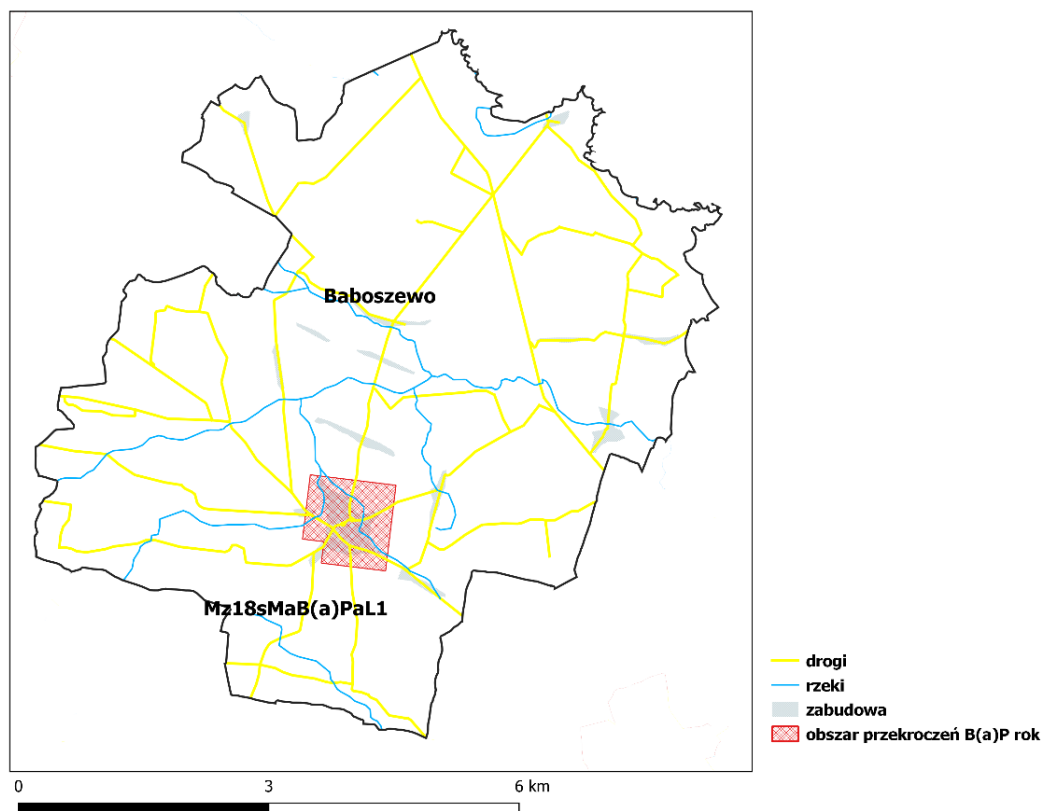 Baboszewo
Mz18sMaB(a)PaL1
drogi
rzeki
zabudowa
obszar przekroczeń B(a)P rok
0 3 6 km